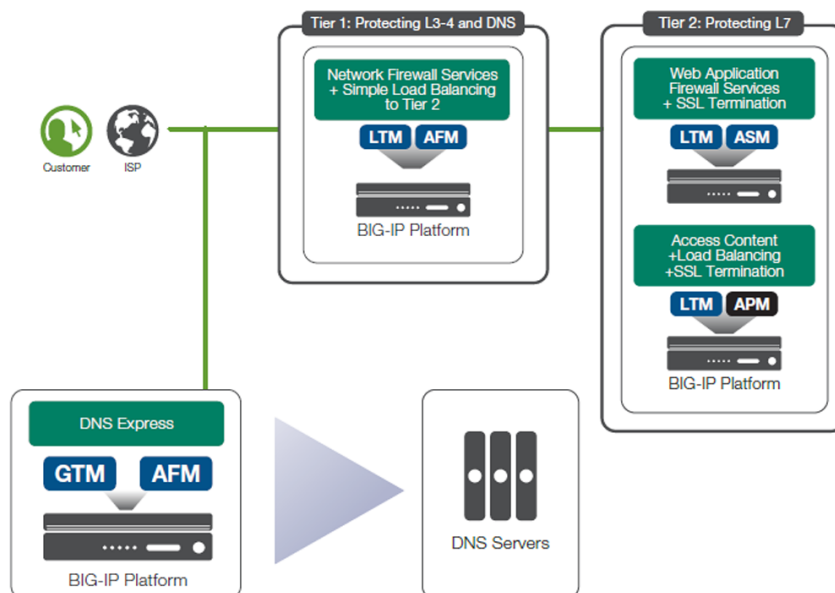 Tier 1: Protecting L3-4 and DNS
Network Firewall Services
+ Simple Load Balancing
to Tier 2
LTM AFM
BIG-IP Platform
Tier 2: Protecting L7
Web Application
Firewall Services
+ SSL Termination
LTM ASM
Access Content
+Load Balancing
+SSL Termination
LTM APM
BIG-IP Platform
Customer
ISP
DNS Express
GTM AFM
BIG-IP Platform
DNS Servers